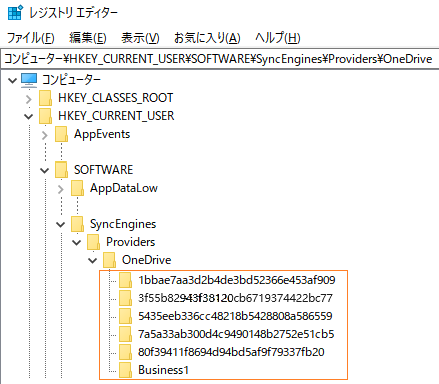 レジストリ エディター
ファイル(F) 編集(E) 表示(V) お気に入り(A) ヘルプ(H)
コンピューター¥HKEY_CURRENT_USER¥SOFTWARE¥SyncEngines¥Providers¥OneDrive
コンピューター
HKEY_CLASSES_ROOT
HKEY_CURRENT_USER
AppEvents
SOFTWARE
AppDataLow
SyncEngines
Providers
OneDrive
1bbae7aa3d2b4de3bd52366e453af909
3f55b82943f38120cb6719374422bc77
5435eeb336cc48218b5428808a586559
7a5a33ab300d4c9490148b2752e51cb5
80f39411f8694d94bd5af9f79337fb20
Business1